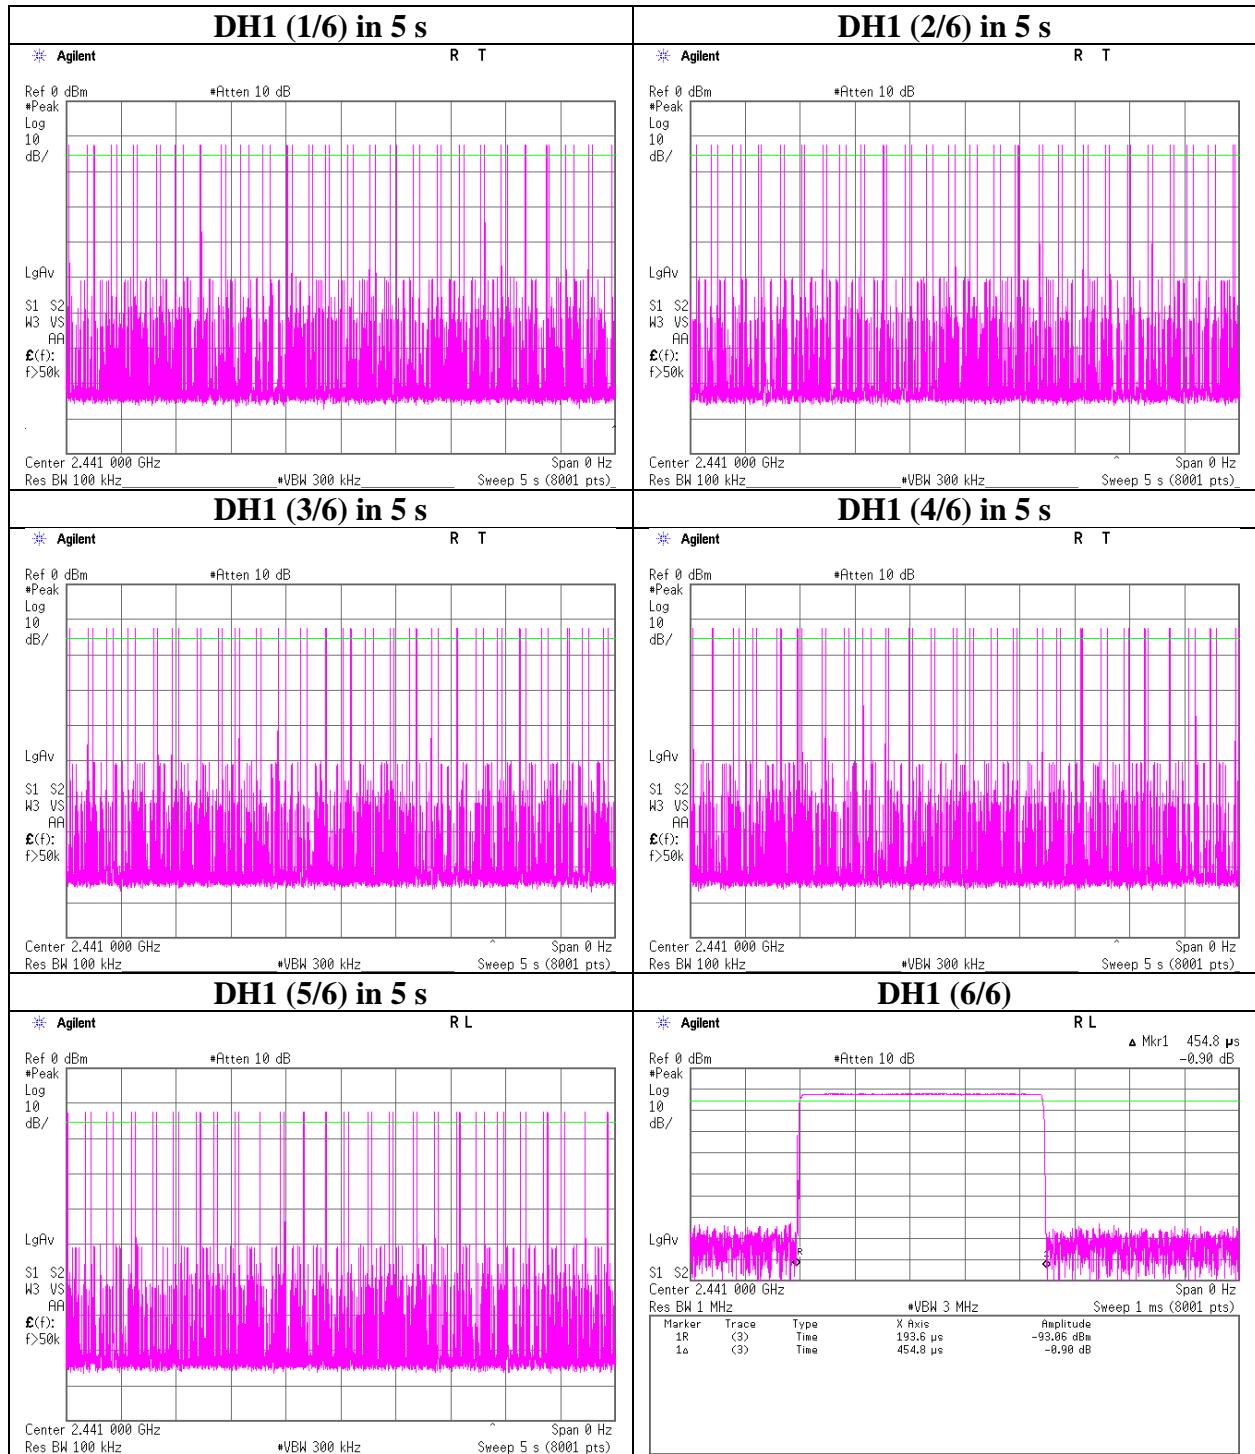 DH1 (1/6) in 5 s
Agilent R T
Ref 0 dBm #Atten 10 dB
#Peak
Log
10
dB/
LgAv
S1 S2
W3 VS
AA
£(f):
f>50k
Center 2.441 000 GHz Span 0 Hz
Res BW 100 kHz #VBW 300 kHz Sweep 5 s (8001 pts)
DH1 (2/6) in 5 s
Agilent R T
Ref 0 dBm #Atten 10 dB
#Peak
Log
10
dB/
LgAv
S1 S2
W3 VS
AA
£(f):
f>50k
Center 2.441 000 GHz Span 0 Hz
Res BW 100 kHz #VBW 300 kHz Sweep 5 s (8001 pts)
DH1 (3/6) in 5 s
Agilent R T
Ref 0 dBm #Atten 10 dB
#Peak
Log
10
dB/
LgAv
S1 S2
W3 VS
AA
£(f):
f>50k
Center 2.441 000 GHz Span 0 Hz
Res BW 100 kHz #VBW 300 kHz Sweep 5 s (8001 pts)
DH1 (4/6) in 5 s
Agilent R T
Ref 0 dBm #Atten 10 dB
#Peak
Log
10
dB/
LgAv
S1 S2
W3 VS
AA
£(f):
f>50k
Center 2.441 000 GHz Span 0 Hz
Res BW 100 kHz #VBW 300 kHz Sweep 5 s (8001 pts)
DH1 (5/6) in 5 s
Agilent R L
Ref 0 dBm #Atten 10 dB
#Peak
Log
10
dB/
LgAv
S1 S2
W3 VS
AA
£(f):
f>50k
Center 2.441 000 GHz Span 0 Hz
Res BW 100 kHz #VBW 300 kHz Sweep 5 s (8001 pts)
DH1 (6/6)
Agilent R L
Δ Mkr1 454.8 µs
Ref 0 dBm #Atten 10 dB -0.90 dB
#Peak
Log
10
dB/
R
LgAv
S1 S2
Center 2.441 000 GHz Span 0 Hz
Res BW 1 MHz #VBW 3 MHz Sweep 1 ms (8001 pts)
Marker Trace Type X Axis Amplitude
1R (3) Time 193.6 µs -93.06 dBm
1Δ (3) Time 454.8 µs -0.90 dB